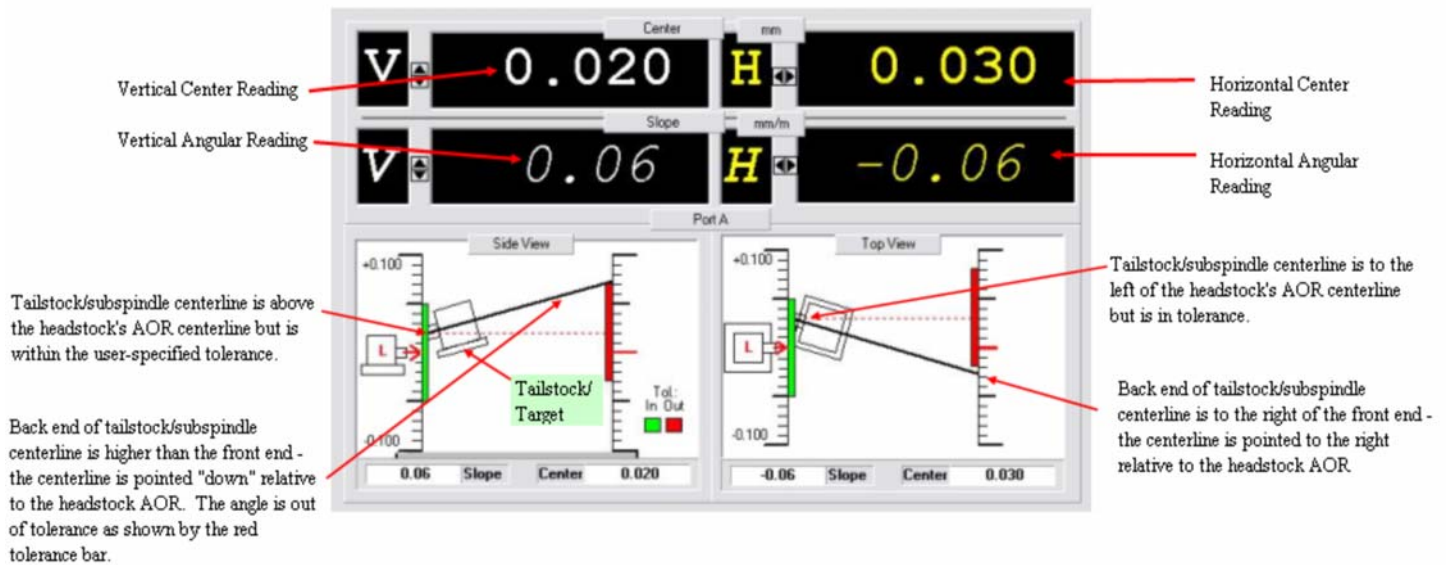 Center
mm
V
0.020
H
0.030
Vertical Center Reading
Horizontal Center
Reading
Slope
mm/m
Vertical Angular Reading
V
0.06
H
-0.06
Horizontal Angular
Reading
Port A
Side View
Top View
+0.100
+0.100
Tailstock/subspindle centerline is above
the headstock's AOR centerline but is
within the user-specified tolerance.
L
L
Tailstock/subspindle centerline is to the
left of the headstock's AOR centerline
but is in tolerance.
Tailstock/
Target
Tol:
In Out
-0.100
-0.100
Back end of tailstock/subspindle
centerline is higher than the front end -
the centerline is pointed "down" relative
to the headstock AOR. The angle is out
of tolerance as shown by the red
tolerance bar.
Back end of tailstock/subspindle
centerline is to the right of the front end -
the centerline is pointed to the right
relative to the headstock AOR
0.06 Slope Center 0.020
-0.06 Slope Center 0.030